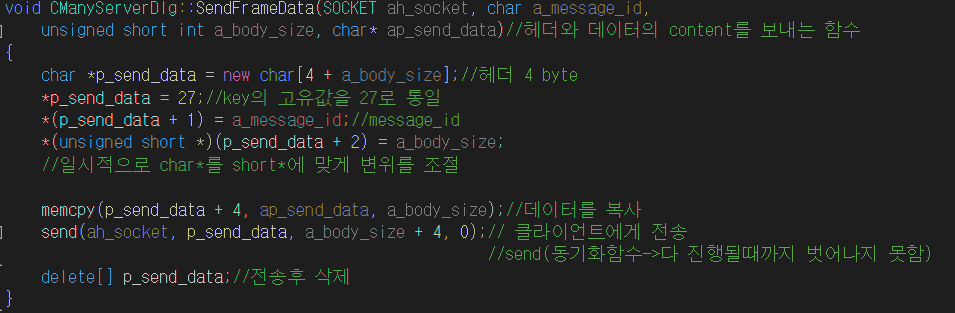 void CManyServerDlg::SendFrameData(SOCKET ah_socket, char a_message_id,
unsigned short int a_body_size, char* ap_send_data)//헤더와 데이터의 content를 보내는 함수
{
char *p_send_data = new char[4 + a_body_size];//헤더 4 byte
*p_send_data = 27;//key의 고유값을 27로 통일
*(p_send_data + 1) = a_message_id;//message_id
*(unsigned short *)(p_send_data + 2) = a_body_size;
//일시적으로 char*를 short*에 맞게 변위를 조절
memcpy(p_send_data + 4, ap_send_data, a_body_size);//데이터를 복사
send(ah_socket, p_send_data, a_body_size + 4, 0);// 클라이언트에게 전송
//send(동기화함수->다 진행될때까지 벗어나지 못함)
delete[] p_send_data;//전송후 삭제
}